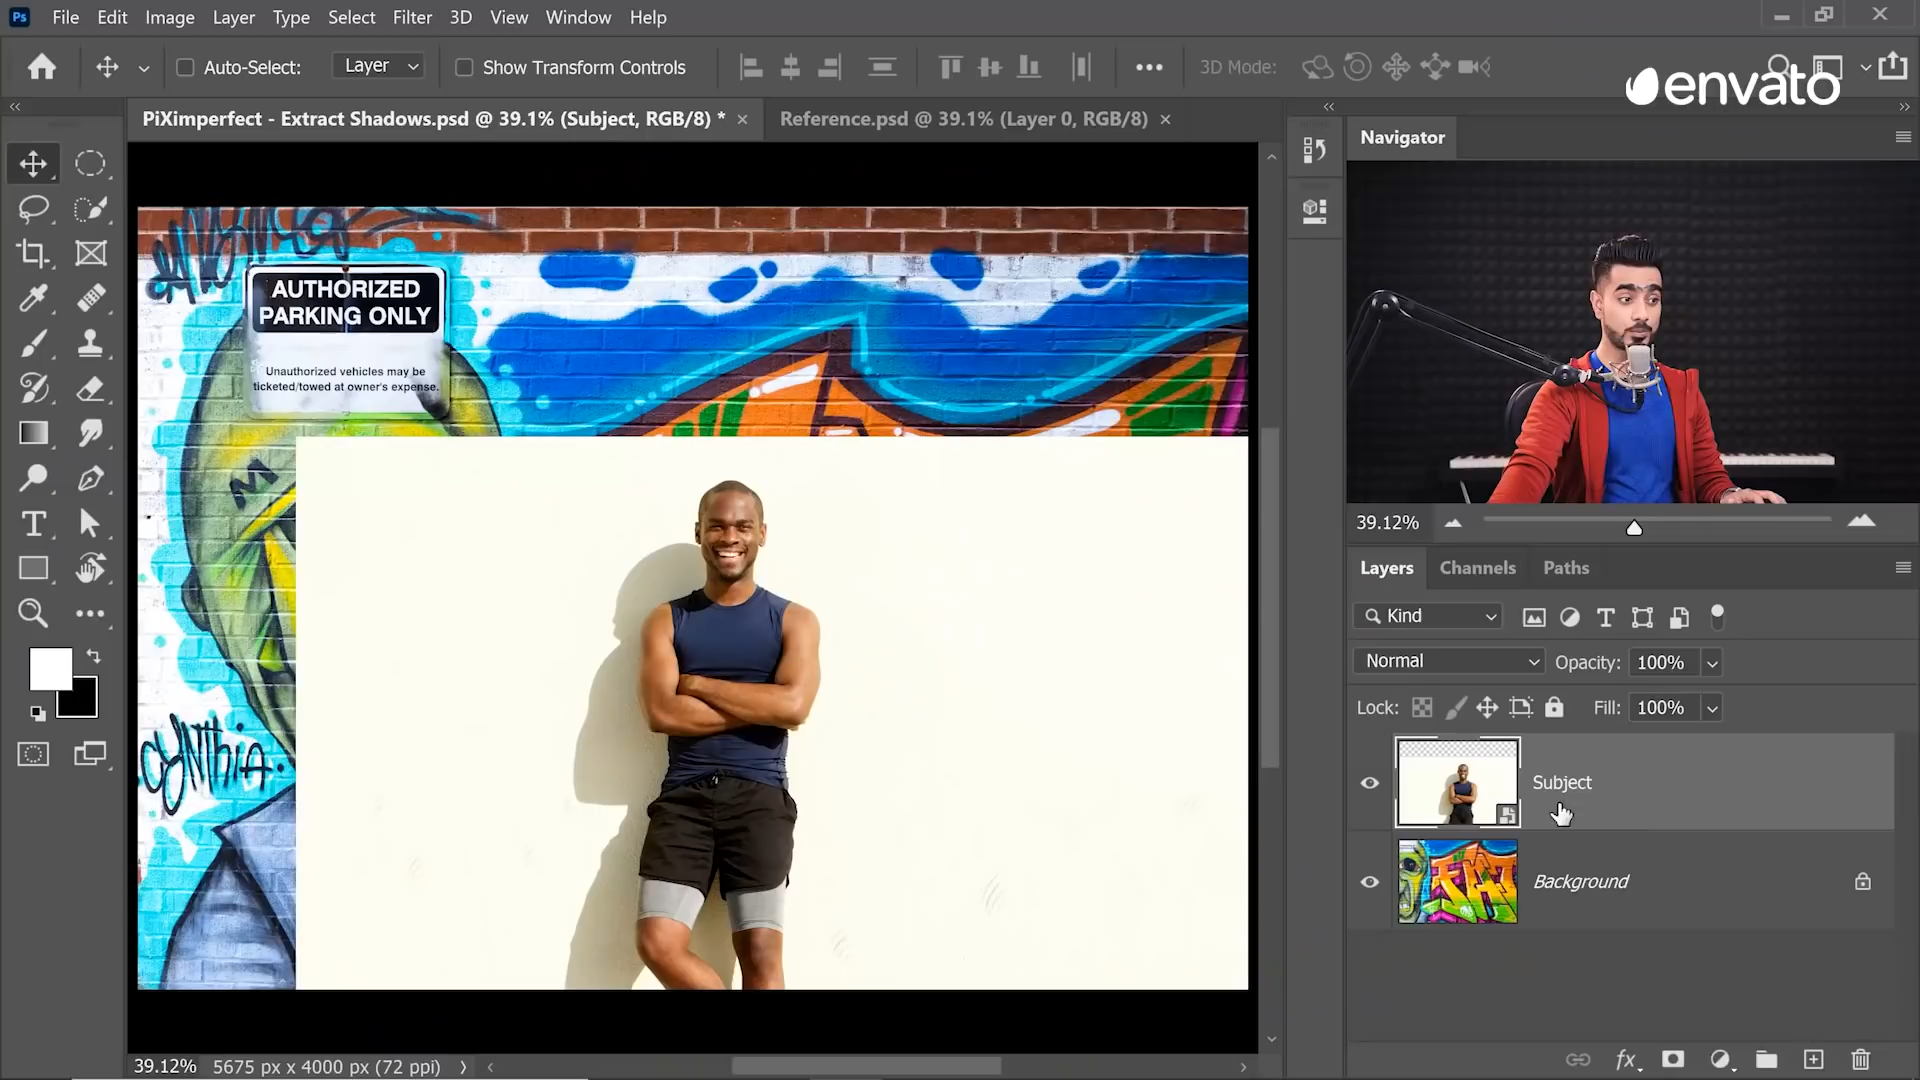 Ps File Edit Image Layer Type Select Filter 3D View Window Help
Auto-Select: Layer Show Transform Controls 3D Mode:
envato
PiXimperfect - Extract Shadows.psd @ 39.1% (Subject, RGB/8) *
Reference.psd @ 39.1% (Layer 0, RGB/8)
Navigator
AUTHORIZED
PARKING ONLY
Unauthorized vehicles may be
ticketed/towed at owner's expense.
M
CYNTHIA
39.12%
Layers Channels Paths
Kind
Normal Opacity: 100%
Lock: Fill: 100%
Subject
Background
39.12% 5675 px x 4000 px (72 ppi)
fx